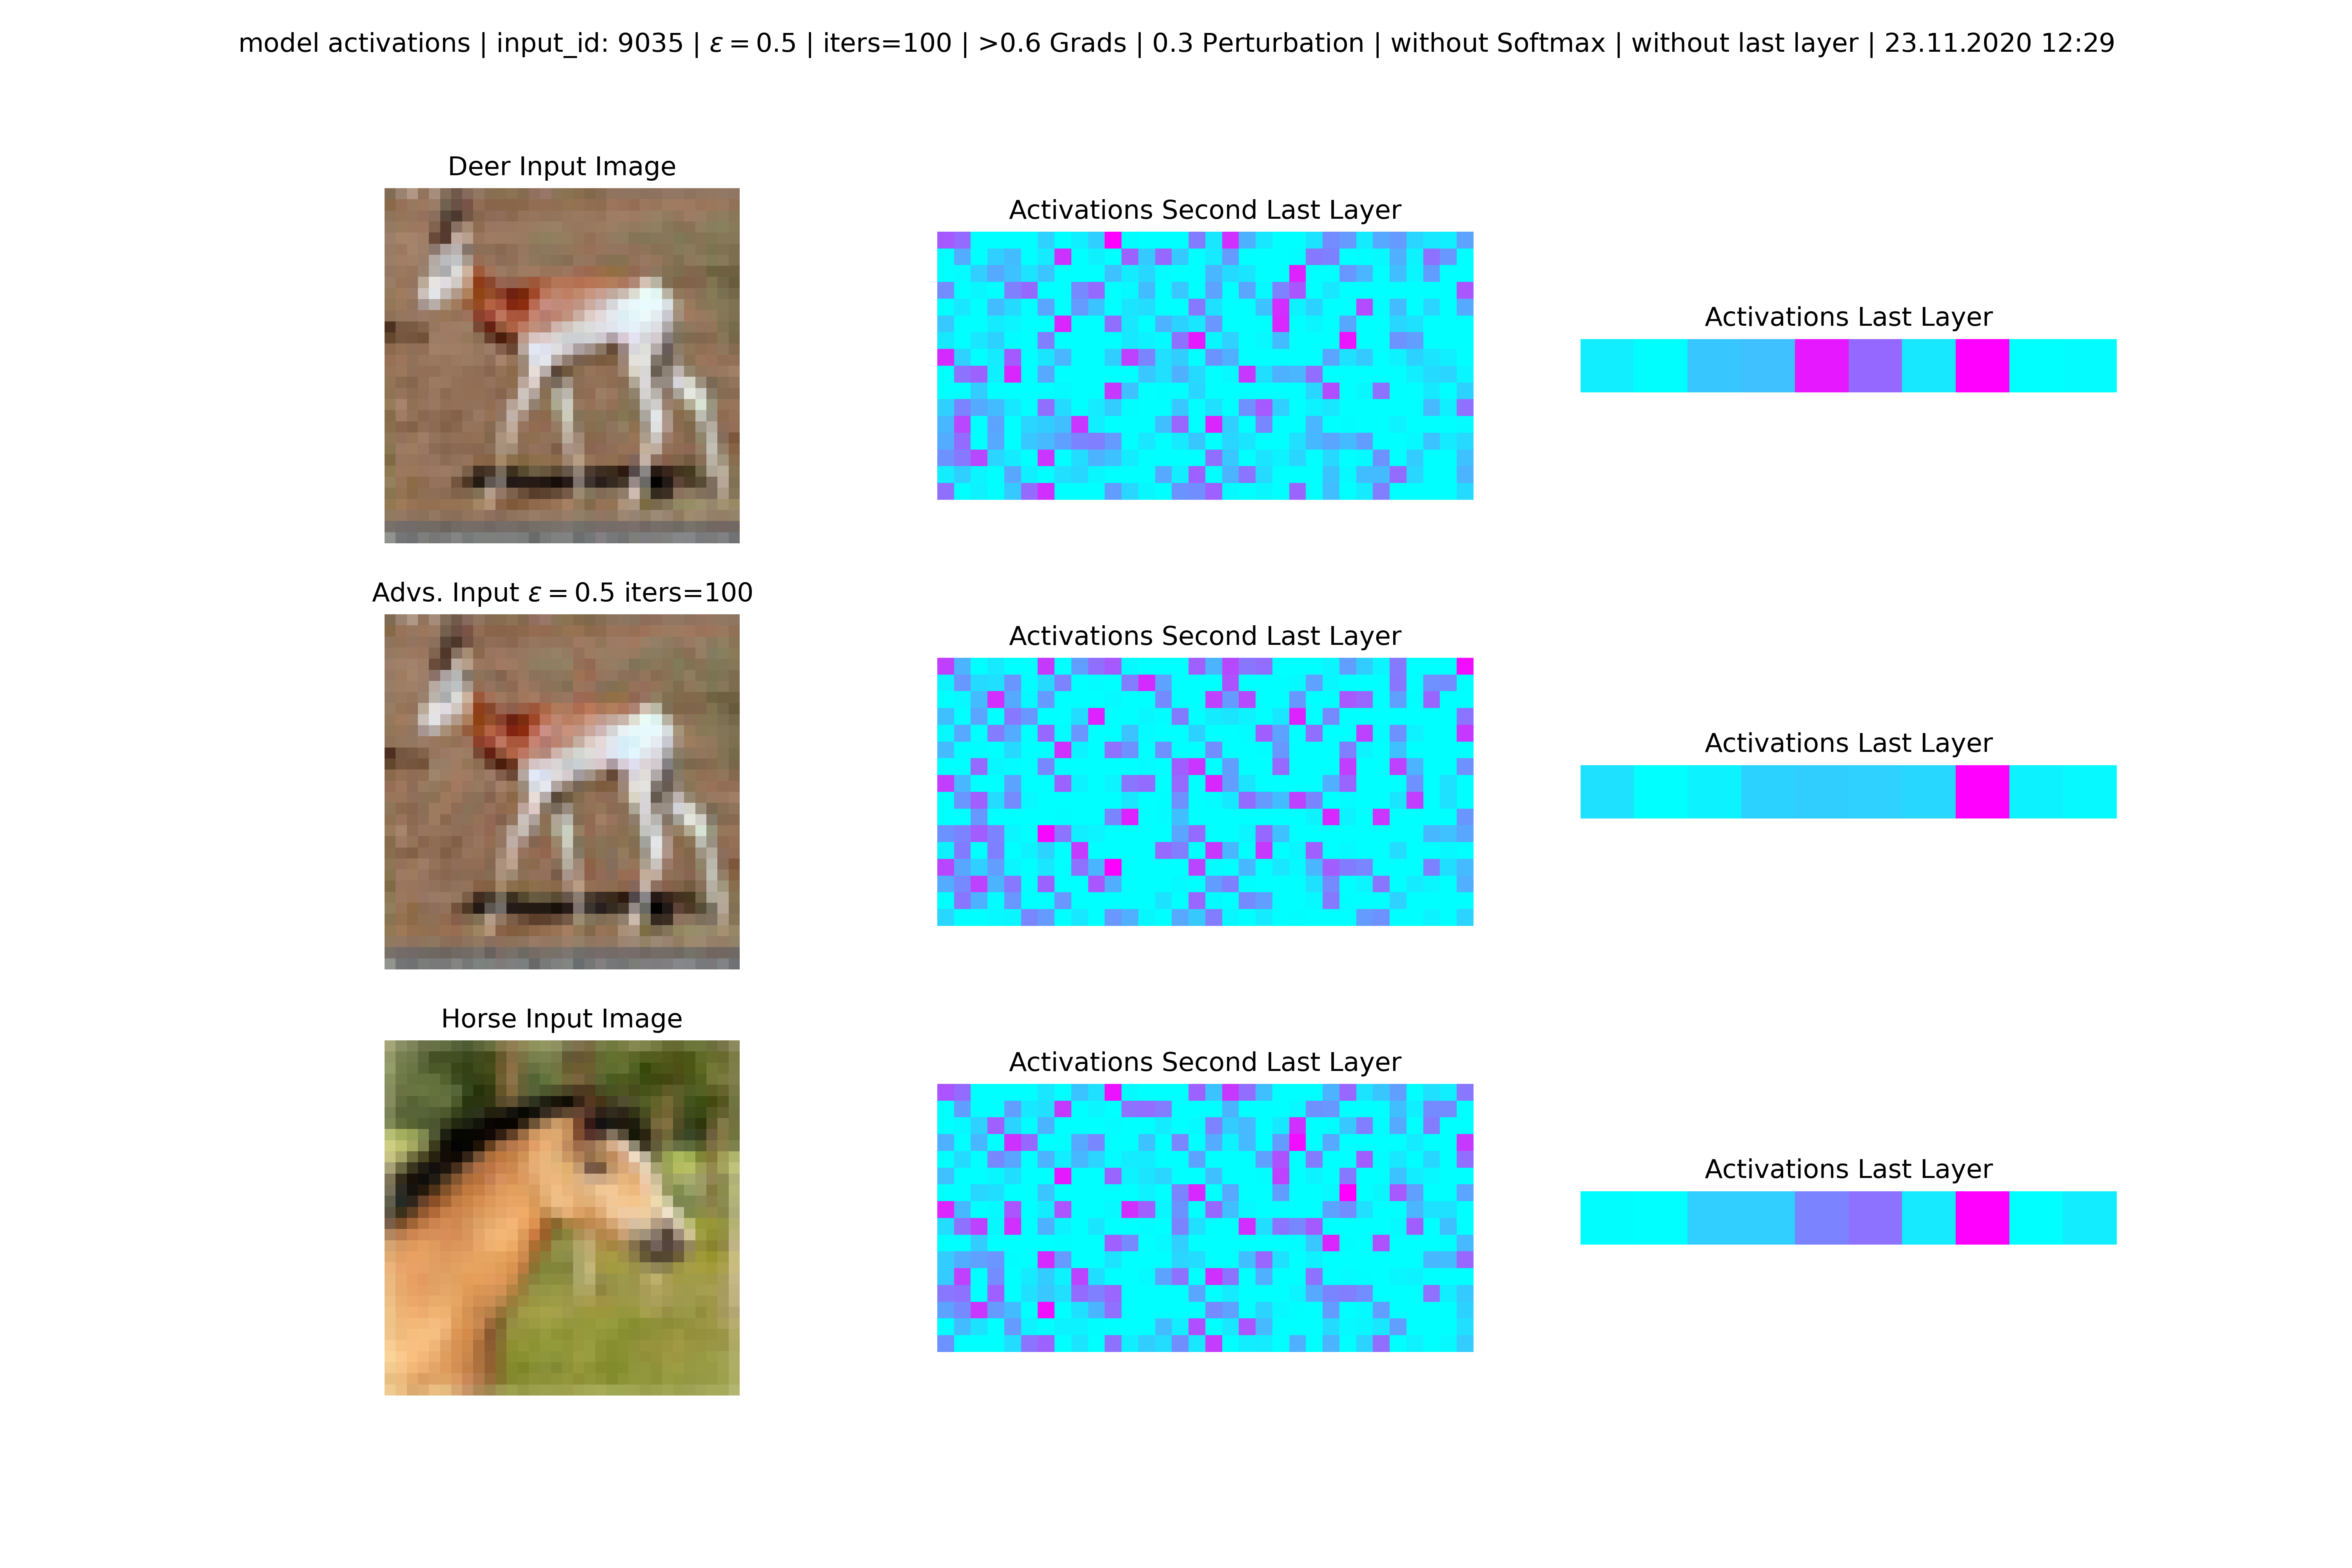 model activations | input_id: 9035 | ε = 0.5 | iters=100 | >0.6 Grads | 0.3 Perturbation | without Softmax | without last layer | 23.11.2020 12:29
Deer Input Image
Activations Second Last Layer
Activations Last Layer
Advs. Input ε = 0.5 iters=100
Activations Second Last Layer
Activations Last Layer
Horse Input Image
Activations Second Last Layer
Activations Last Layer